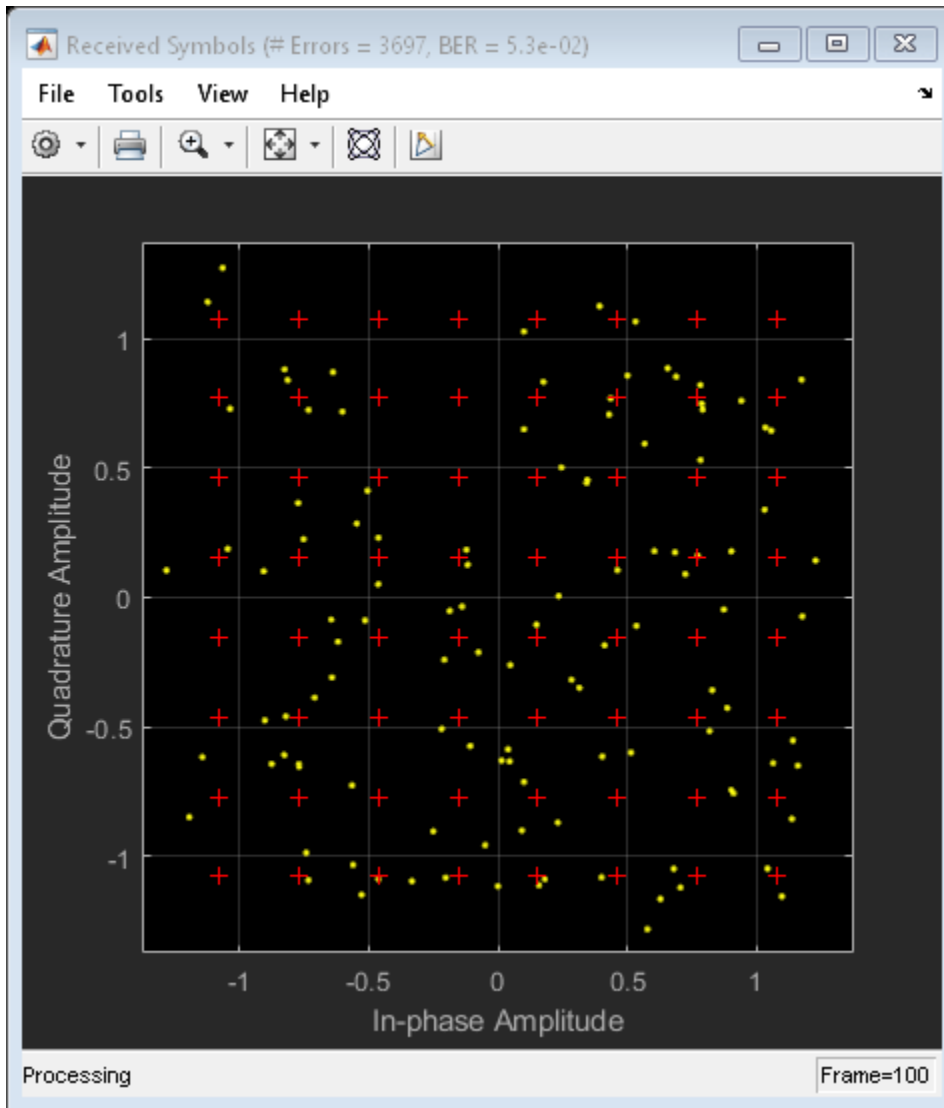 Received Symbols (# Errors = 3697, BER = 5.3e-02)
File Tools View Help
1
0.5
0
-0.5
-1
Quadrature Amplitude
-1 -0.5 0 0.5 1
In-phase Amplitude
Processing Frame=100